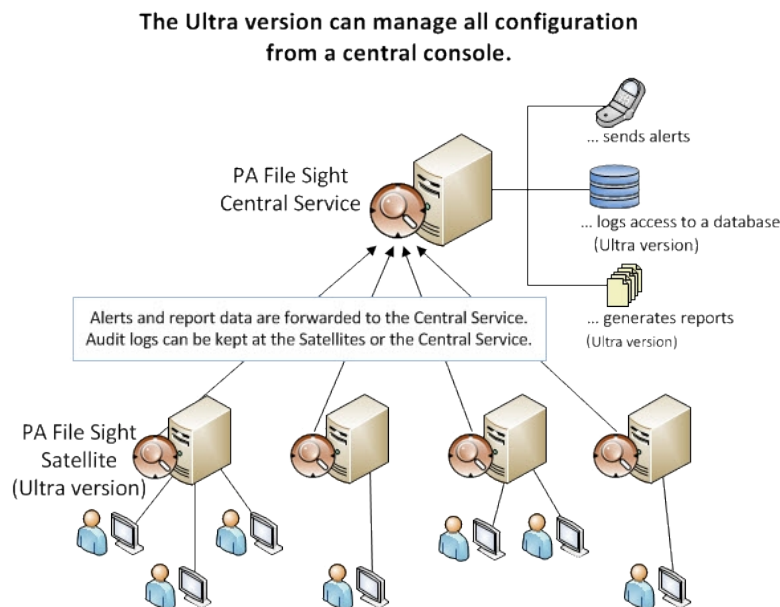 The Ultra version can manage all configuration
from a central console.
PA File Sight
Central Service
... sends alerts
... logs access to a database
(Ultra version)
... generates reports
(Ultra version)
Alerts and report data are forwarded to the Central Service.
Audit logs can be kept at the Satellites or the Central Service.
PA File Sight
Satellite
(Ultra version)